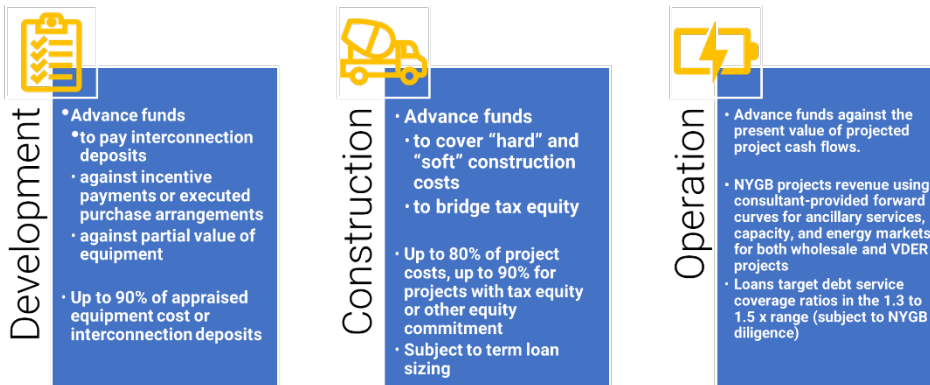 Development
•Advance funds
•to pay interconnection
deposits
· against incentive
payments or executed
purchase arrangements
· against partial value of
equipment
· Up to 90% of appraised
equipment cost or
interconnection deposits
Construction
· Advance funds
· to cover “hard” and
“soft” construction
costs
· to bridge tax equity
· Up to 80% of project
costs, up to 90% for
projects with tax equity
or other equity
commitment
· Subject to term loan
sizing
Operation
· Advance funds against the
present value of projected
project cash flows.
· NYGB projects revenue using
consultant-provided forward
curves for ancillary services,
capacity, and energy markets
for both wholesale and VDER
projects
· Loans target debt service
coverage ratios in the 1.3 to
1.5 x range (subject to NYGB
diligence)